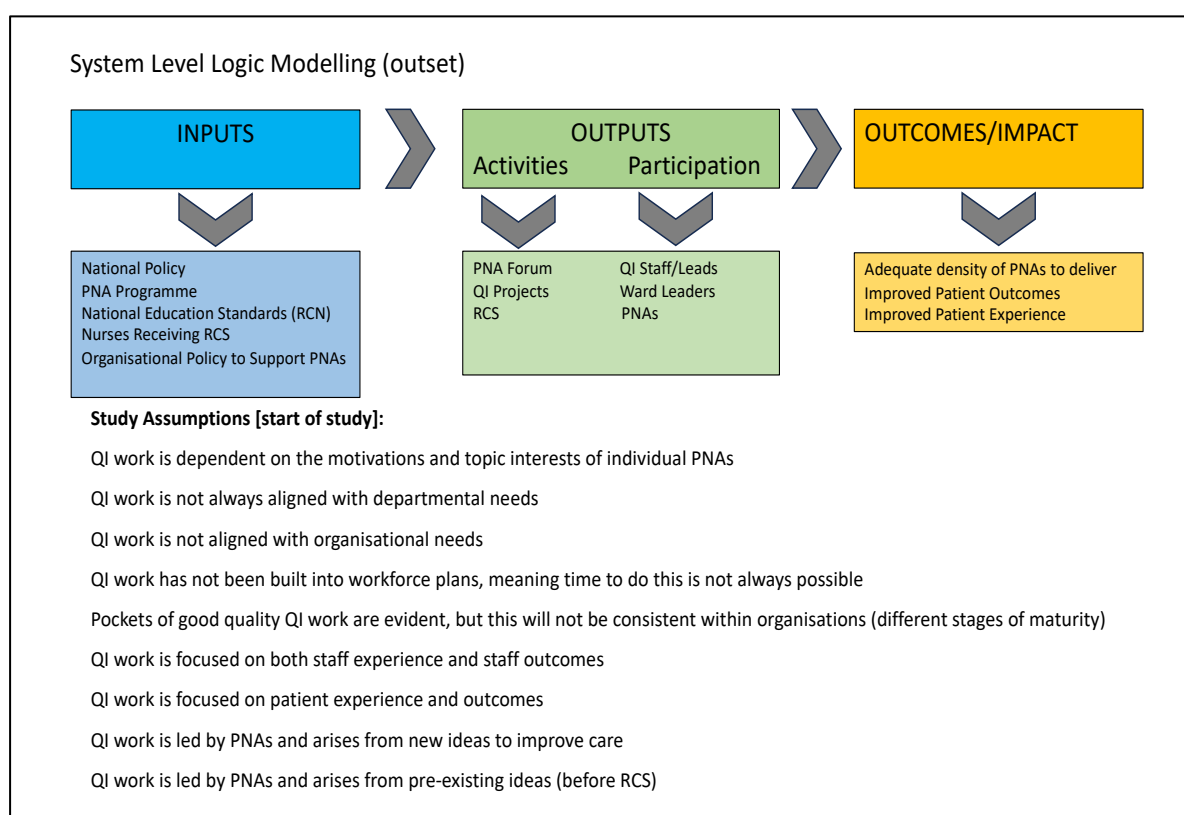 System Level Logic Modelling (outset)
INPUTS
OUTPUTS
Activities Participation
OUTCOMES/IMPACT
National Policy
PNA Programme
National Education Standards (RCN)
Nurses Receiving RCS
Organisational Policy to Support PNAs
PNA Forum
QI Projects
RCS
QI Staff/Leads
Ward Leaders
PNAs
Adequate density of PNAs to deliver
Improved Patient Outcomes
Improved Patient Experience
Study Assumptions [start of study]:
QI work is dependent on the motivations and topic interests of individual PNAs
QI work is not always aligned with departmental needs
QI work is not aligned with organisational needs
QI work has not been built into workforce plans, meaning time to do this is not always possible
Pockets of good quality QI work are evident, but this will not be consistent within organisations (different stages of maturity)
QI work is focused on both staff experience and staff outcomes
QI work is focused on patient experience and outcomes
QI work is led by PNAs and arises from new ideas to improve care
QI work is led by PNAs and arises from pre-existing ideas (before RCS)